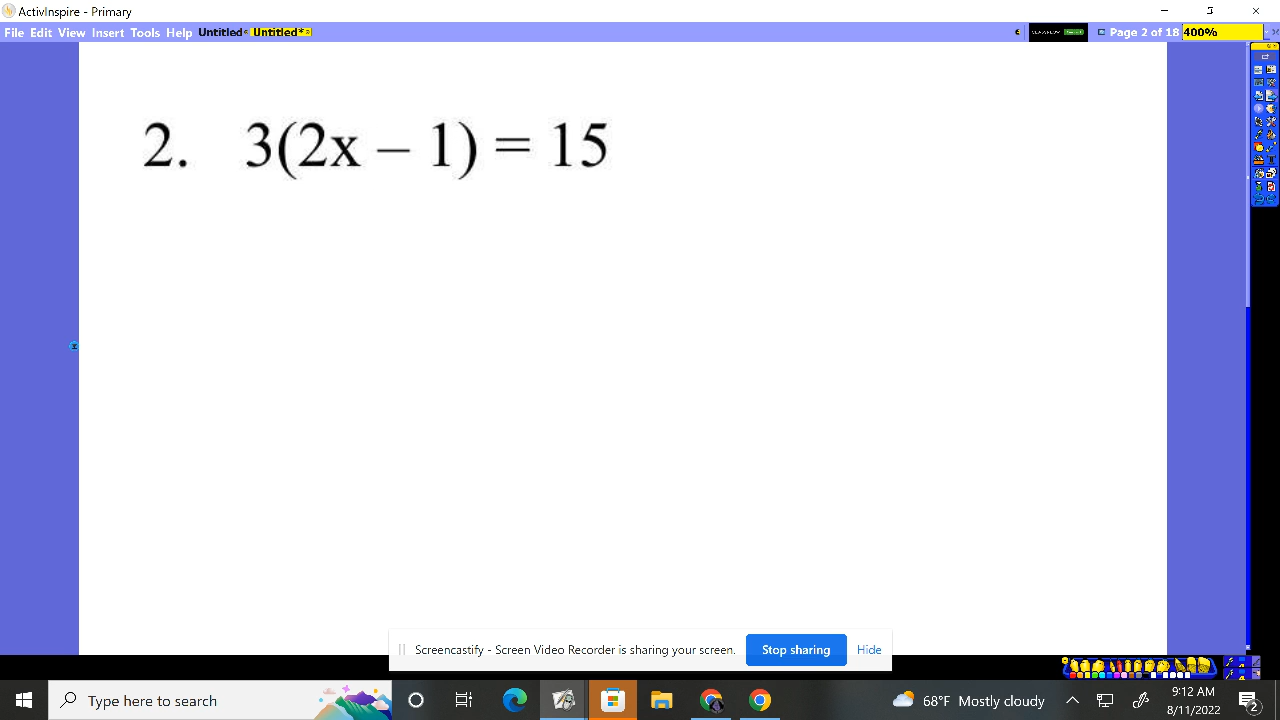 ActivInspire - Primary
File Edit View Insert Tools Help Untitled Untitled* Page 2 of 18 400%
2. 3(2x – 1) = 15
Screencastify - Screen Video Recorder is sharing your screen. Stop sharing Hide
Type here to search 68°F Mostly cloudy 9:12 AM
8/11/2022 2